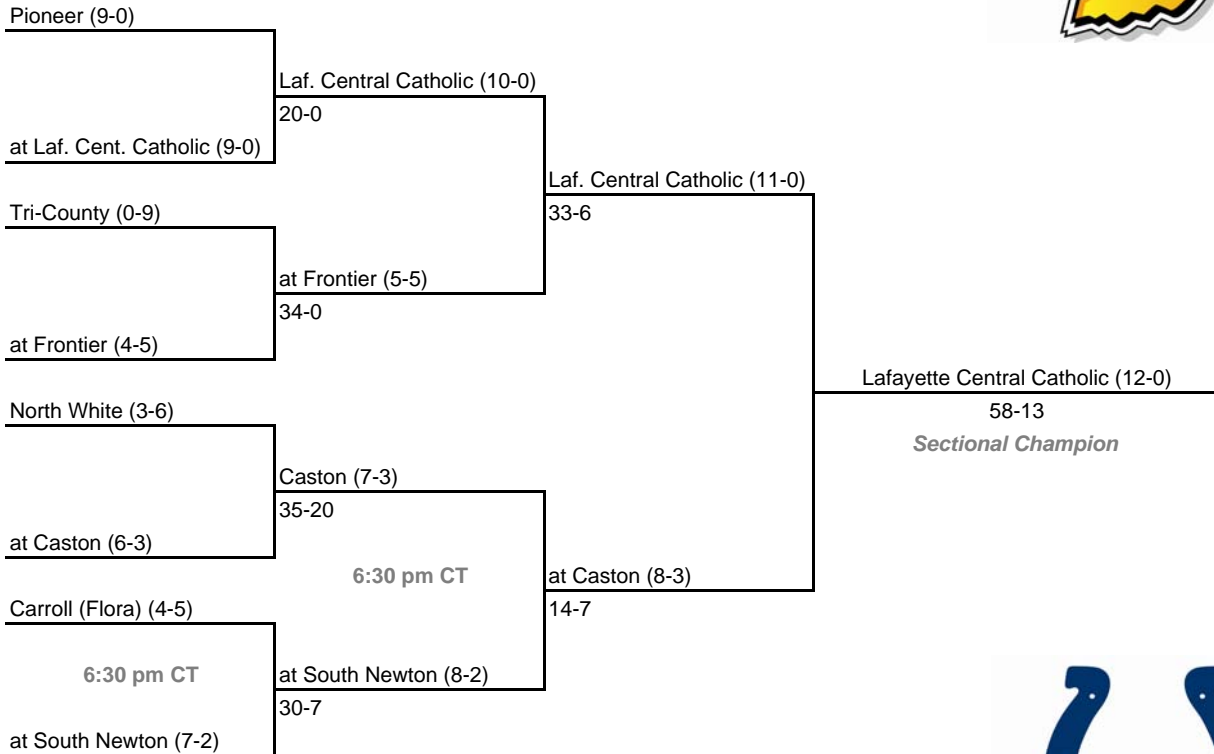 Pioneer (9-0)
Laf. Central Catholic (10-0)
20-0
at Laf. Cent. Catholic (9-0)
Laf. Central Catholic (11-0)
33-6
Tri-County (0-9)
at Frontier (5-5)
34-0
at Frontier (4-5)
Lafayette Central Catholic (12-0)
58-13
Sectional Champion
North White (3-6)
Caston (7-3)
35-20
at Caston (6-3)
6:30 pm CT
at Caston (8-3)
14-7
Carroll (Flora) (4-5)
6:30 pm CT
at South Newton (8-2)
30-7
at South Newton (7-2)